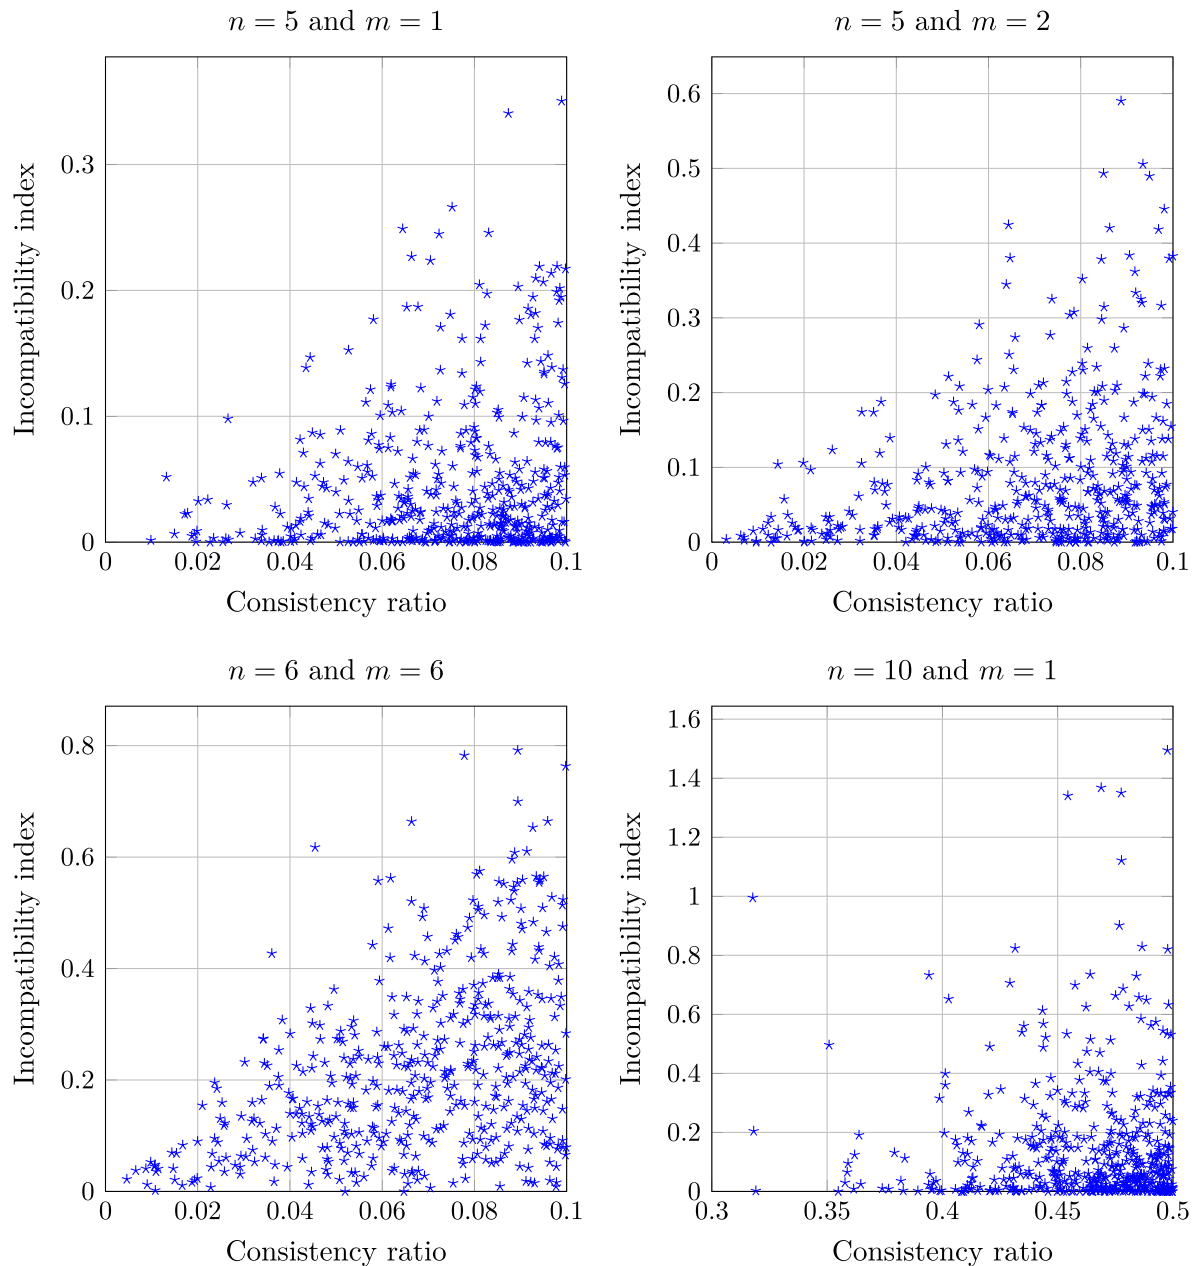 n = 5 and m = 1
n = 5 and m = 2
Incompatibility index
0.3
0.2
0.1
0
0 0.02 0.04 0.06 0.08 0.1
Consistency ratio
Incompatibility index
0.6
0.5
0.4
0.3
0.2
0.1
0
0 0.02 0.04 0.06 0.08 0.1
Consistency ratio
n = 6 and m = 6
n = 10 and m = 1
Incompatibility index
0.8
0.6
0.4
0.2
0
0 0.02 0.04 0.06 0.08 0.1
Consistency ratio
Incompatibility index
1.6
1.4
1.2
1
0.8
0.6
0.4
0.2
0
0.3 0.35 0.4 0.45 0.5
Consistency ratio